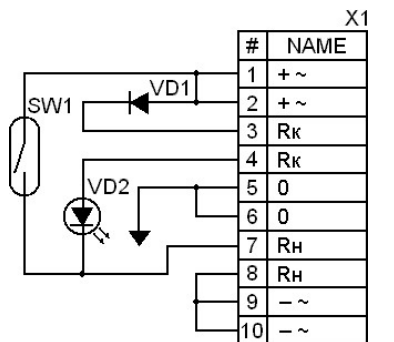 X1
# NAME
1 + ~
VD1
2 + ~
SW1
3 Rк
4 Rк
VD2
5 0
6 0
7 Rн
8 Rн
9 – ~
10 – ~